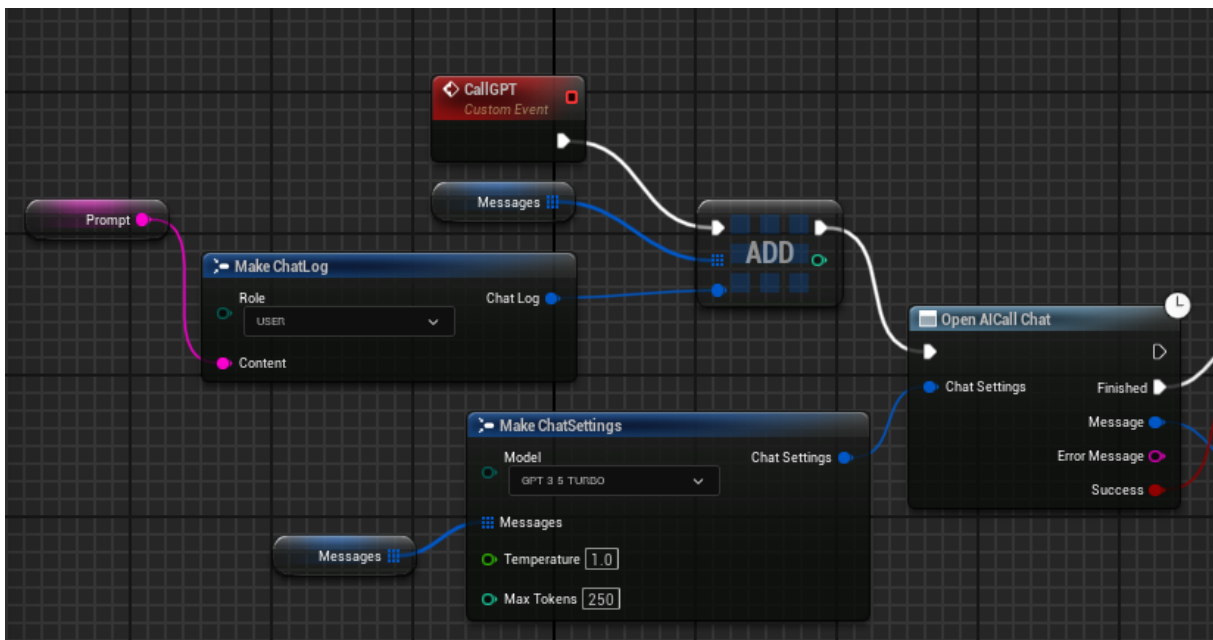 CallGPT
Custom Event
Messages
Prompt
ADD
Make ChatLog
Role
Chat Log
USER
Content
Open AICall Chat
Chat Settings
Finished
Message
Error Message
Success
Make ChatSettings
Model
Chat Settings
GPT 3 5 TURBO
Messages
Messages
Temperature 1.0
Max Tokens 250